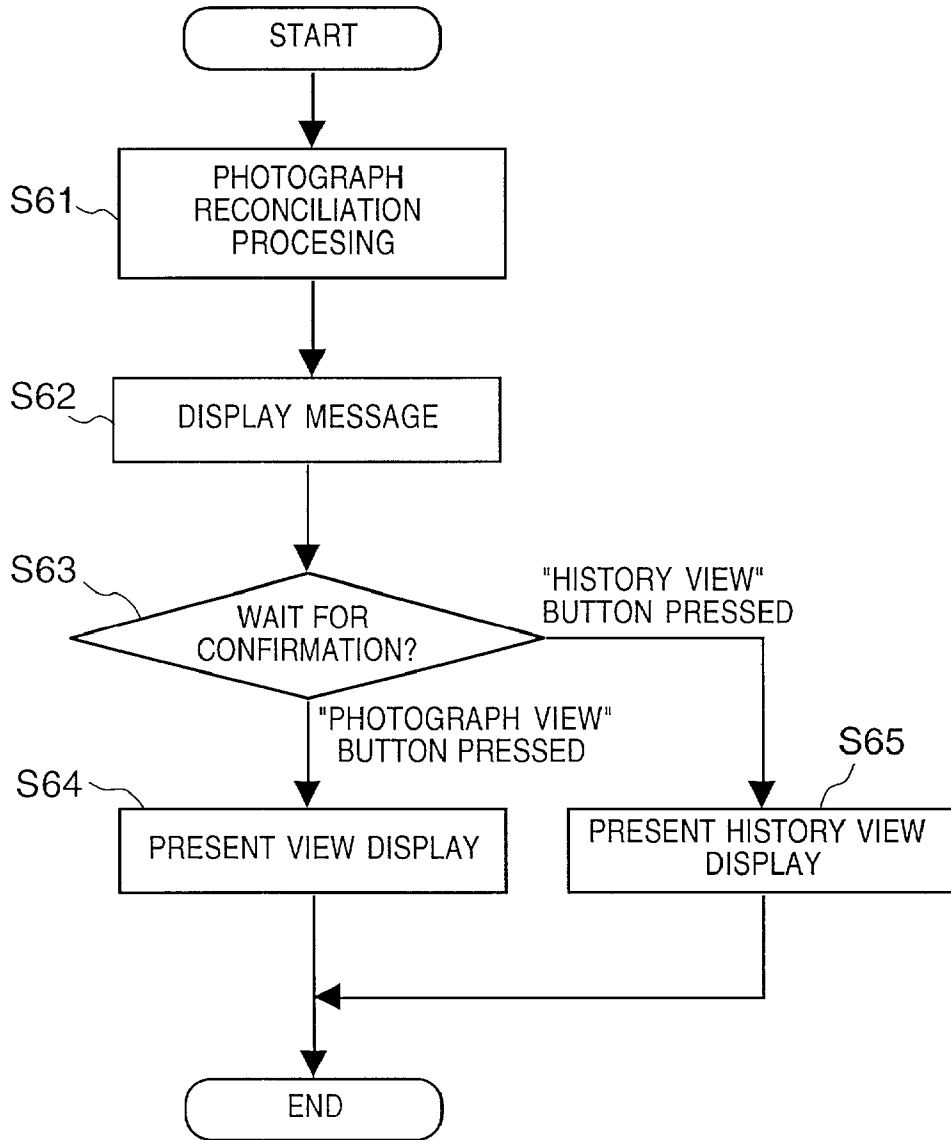 START
S61
PHOTOGRAPH
RECONCILIATION
PROCESING
S62
DISPLAY MESSAGE
S63
WAIT FOR
CONFIRMATION?
"HISTORY VIEW"
BUTTON PRESSED
"PHOTOGRAPH VIEW"
BUTTON PRESSED
S64
PRESENT VIEW DISPLAY
S65
PRESENT HISTORY VIEW
DISPLAY
END